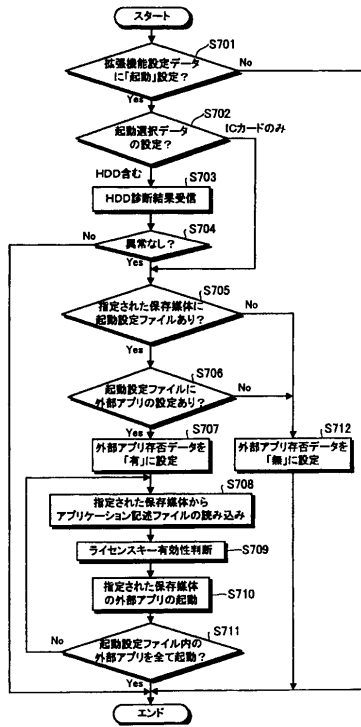 スタート
S701
拡張機能設定データ
に「起動」設定？
No
Yes
S702
起動選択データ
の設定？
ICカードのみ
HDD含む
S703
HDD診断結果受信
S704
No
異常なし？
Yes
S705
指定された保存媒体に
起動設定ファイルあり？
No
Yes
S706
起動設定ファイルに
外部アプリの設定あり？
No
Yes
S707
外部アプリ存否データを
「有」に設定
S712
外部アプリ存否データを
「無」に設定
S708
指定された保存媒体から
アプリケーション記述ファイルの読み込み
ライセンスキー有効性判断
S709
指定された保存媒体
の外部アプリの起動
S710
S711
No
起動設定ファイル内の
外部アプリを全て起動？
Yes
エンド